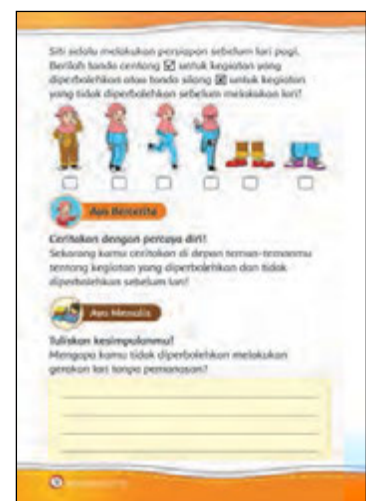 Siti selalu melakukan persiapan sebelum lari pagi.
Berilah tanda centang ☑ untuk kegiatan yang
diperbolehkan atau tanda silang ☒ untuk kegiatan
yang tidak diperbolehkan sebelum melakukan lari!
Ayo Bercerita
Ceritakan dengan percaya diri!
Sekarang kamu ceritakan di depan teman-temanmu
tentang kegiatan yang diperbolehkan dan tidak
diperbolehkan sebelum lari!
Ayo Menulis
Tuliskan kesimpulanmu!
Mengapa kamu tidak diperbolehkan melakukan
gerakan lari tanpa pemanasan?